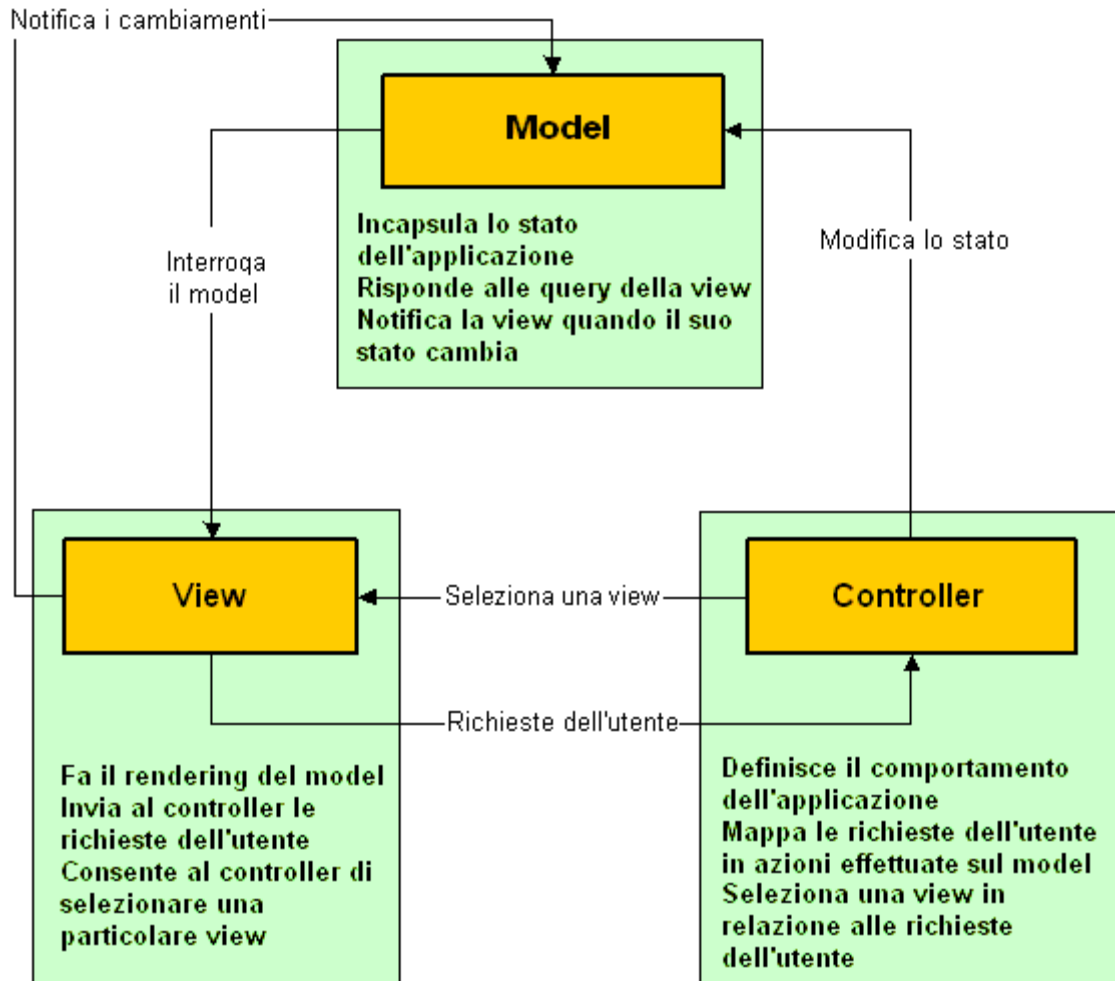 Notifica i cambiamenti
Model
Incapsula lo stato
dell'applicazione
Risponde alle query della view
Notifica la view quando il suo
stato cambia
Interroga
il model
Modifica lo stato
View
Seleziona una view
Controller
Richieste dell'utente
Fa il rendering del model
Invia al controller le
richieste dell'utente
Consente al controller di
selezionare una
particolare view
Definisce il comportamento
dell'applicazione
Mappa le richieste dell'utente
in azioni effettuate sul model
Seleziona una view in
relazione alle richieste
dell'utente